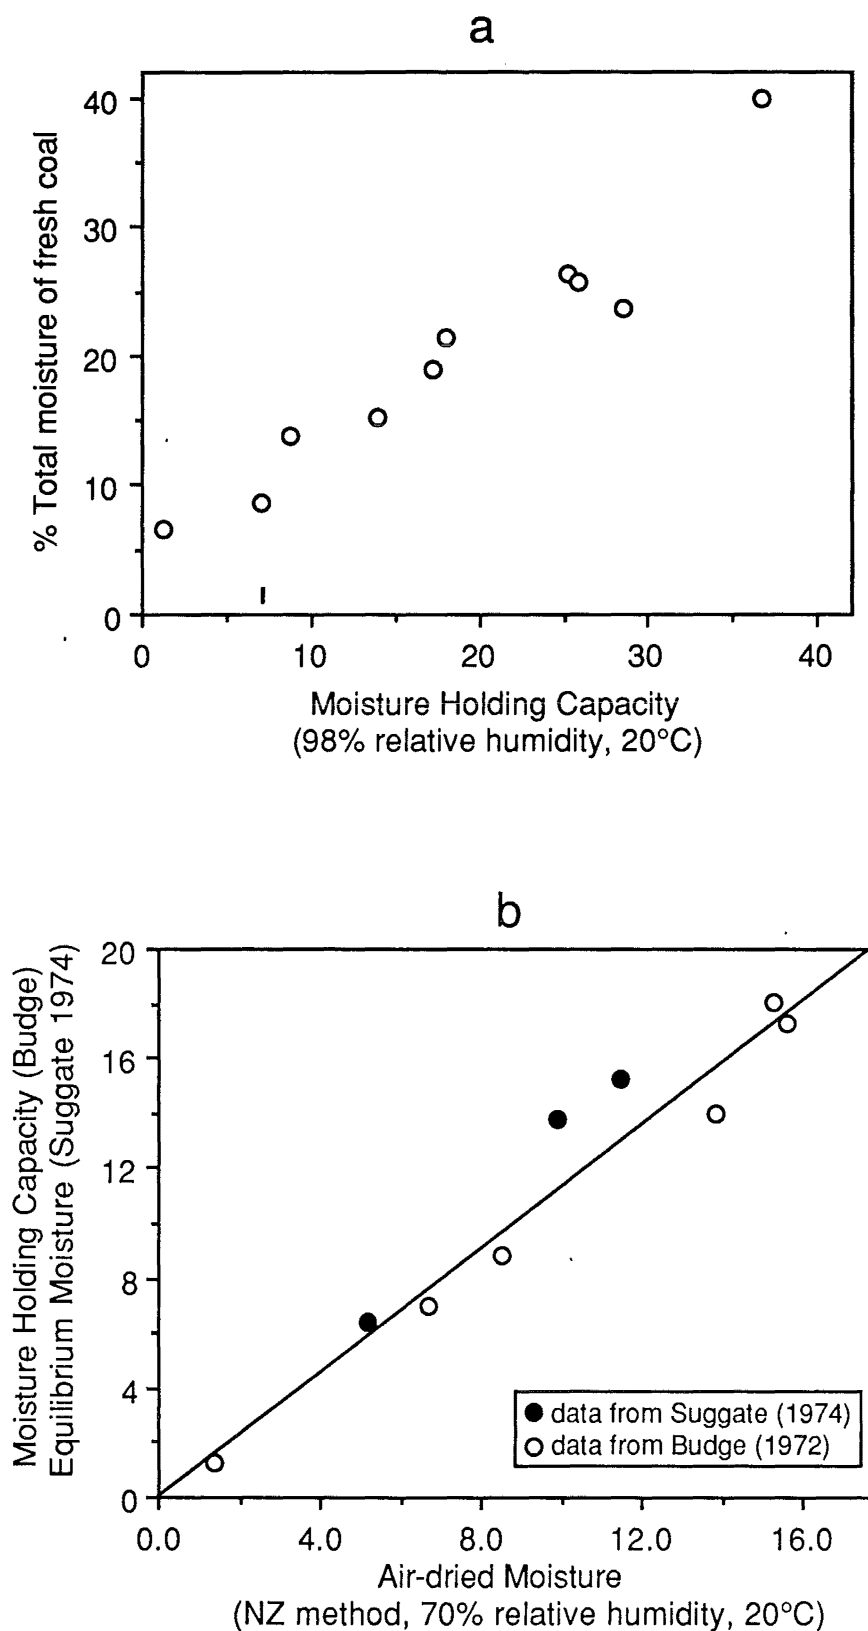 a
40
30
20
10
0
% Total moisture of fresh coal
0 10 20 30 40
Moisture Holding Capacity
(98% relative humidity, 20°C)
b
20
16
12
8
4
0
Moisture Holding Capacity (Budge)
Equilibrium Moisture (Suggate 1974)
data from Suggate (1974)
data from Budge (1972)
0.0 4.0 8.0 12.0 16.0
Air-dried Moisture
(NZ method, 70% relative humidity, 20°C)